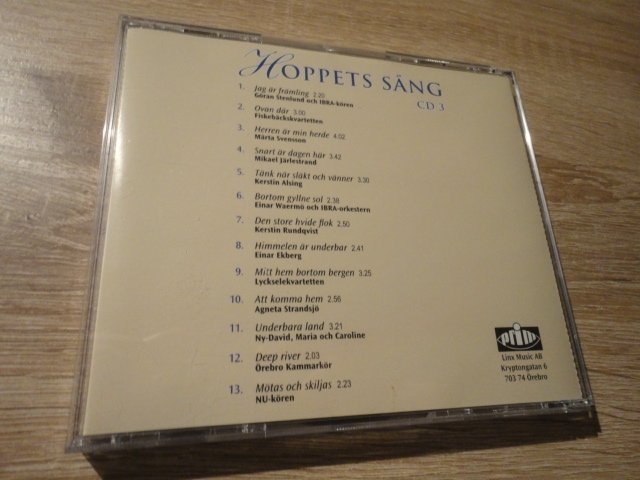 HOPPETS SÅNG
CD 3
1. Jag är främling 2.20
Göran Stenlund och IBRA-kören
2. Ovan där 3.00
Fiskebäckskvartetten
3. Herren är min herde 4.02
Märta Svensson
4. Snart är dagen här 3.42
Mikael Järlestrand
5. Tänk när släkt och vänner 3.30
Kerstin Alsing
6. Bortom gyllne sol 2.38
Einar Waermö och IBRA-orkestern
7. Den store hvide flok 2.50
Kerstin Rundqvist
8. Himmelen är underbar 2.41
Einar Ekberg
9. Mitt hem bortom bergen 3.25
Lyckselekvartetten
10. Att komma hem 2.56
Agneta Strandsjö
11. Underbara land 3.21
Ny-David, Maria och Caroline
12. Deep river 2.03
Örebro Kammarkör
13. Mötas och skiljas 2.23
NU-kören
prim
Linx Music AB
Kryptongatan 6
703 74 Örebro